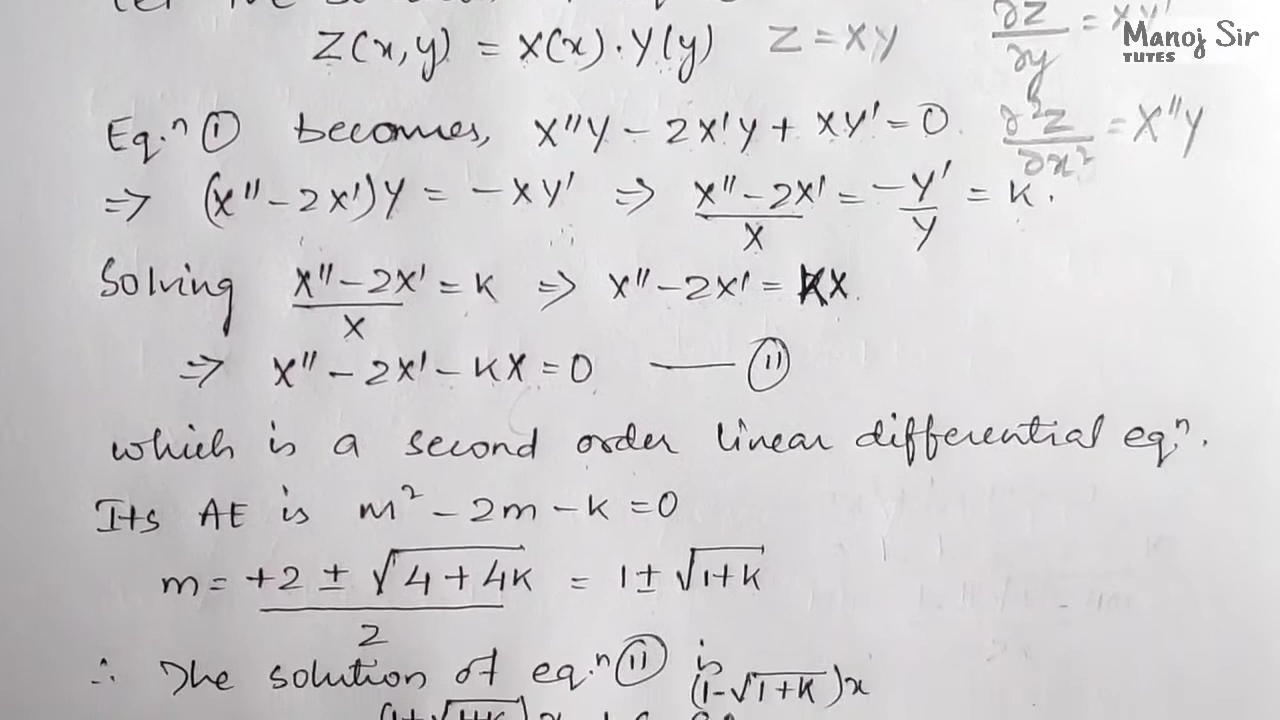 Z(x,y) = X(x).Y(y)  Z = XY  ∂Z/∂y = XY'
Manoj Sir
TUTES
Eq.ⁿ ① becomes, X''Y - 2X'Y + XY' = 0.  ∂²Z/∂x² = X''Y
⇒ (X'' - 2X')Y = - XY' ⇒ (X'' - 2X')/X = -Y'/Y = K.
Solving (X'' - 2X')/X = K ⇒ X'' - 2X' = KX.
⇒ X'' - 2X' - KX = 0 —— ⑪
which is a second order linear differential eqⁿ.
Its AE is m² - 2m - K = 0
m = (+2 ± √(4 + 4K))/2 = 1 ± √(1+K)
∴ The solution of eq.ⁿ ⑪ is
(1-√(1+K))x